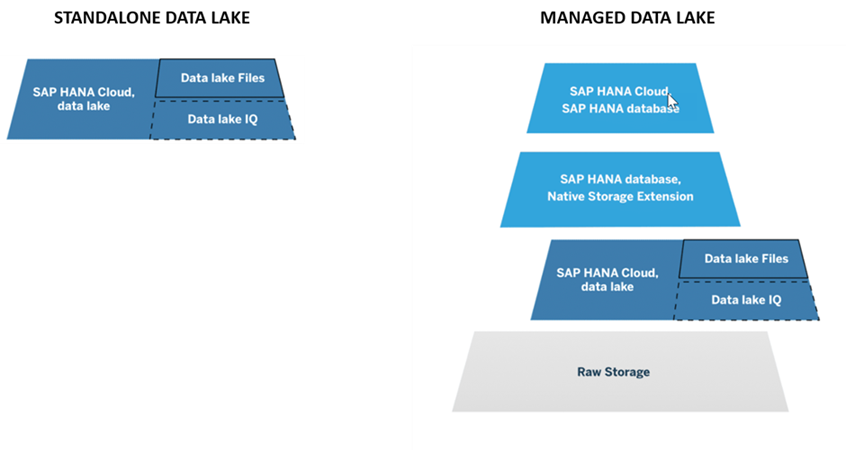 STANDALONE DATA LAKE
SAP HANA Cloud,
data lake
Data lake Files
Data lake IQ
MANAGED DATA LAKE
SAP HANA Cloud,
SAP HANA database
SAP HANA database,
Native Storage Extension
SAP HANA Cloud,
data lake
Data lake Files
Data lake IQ
Raw Storage